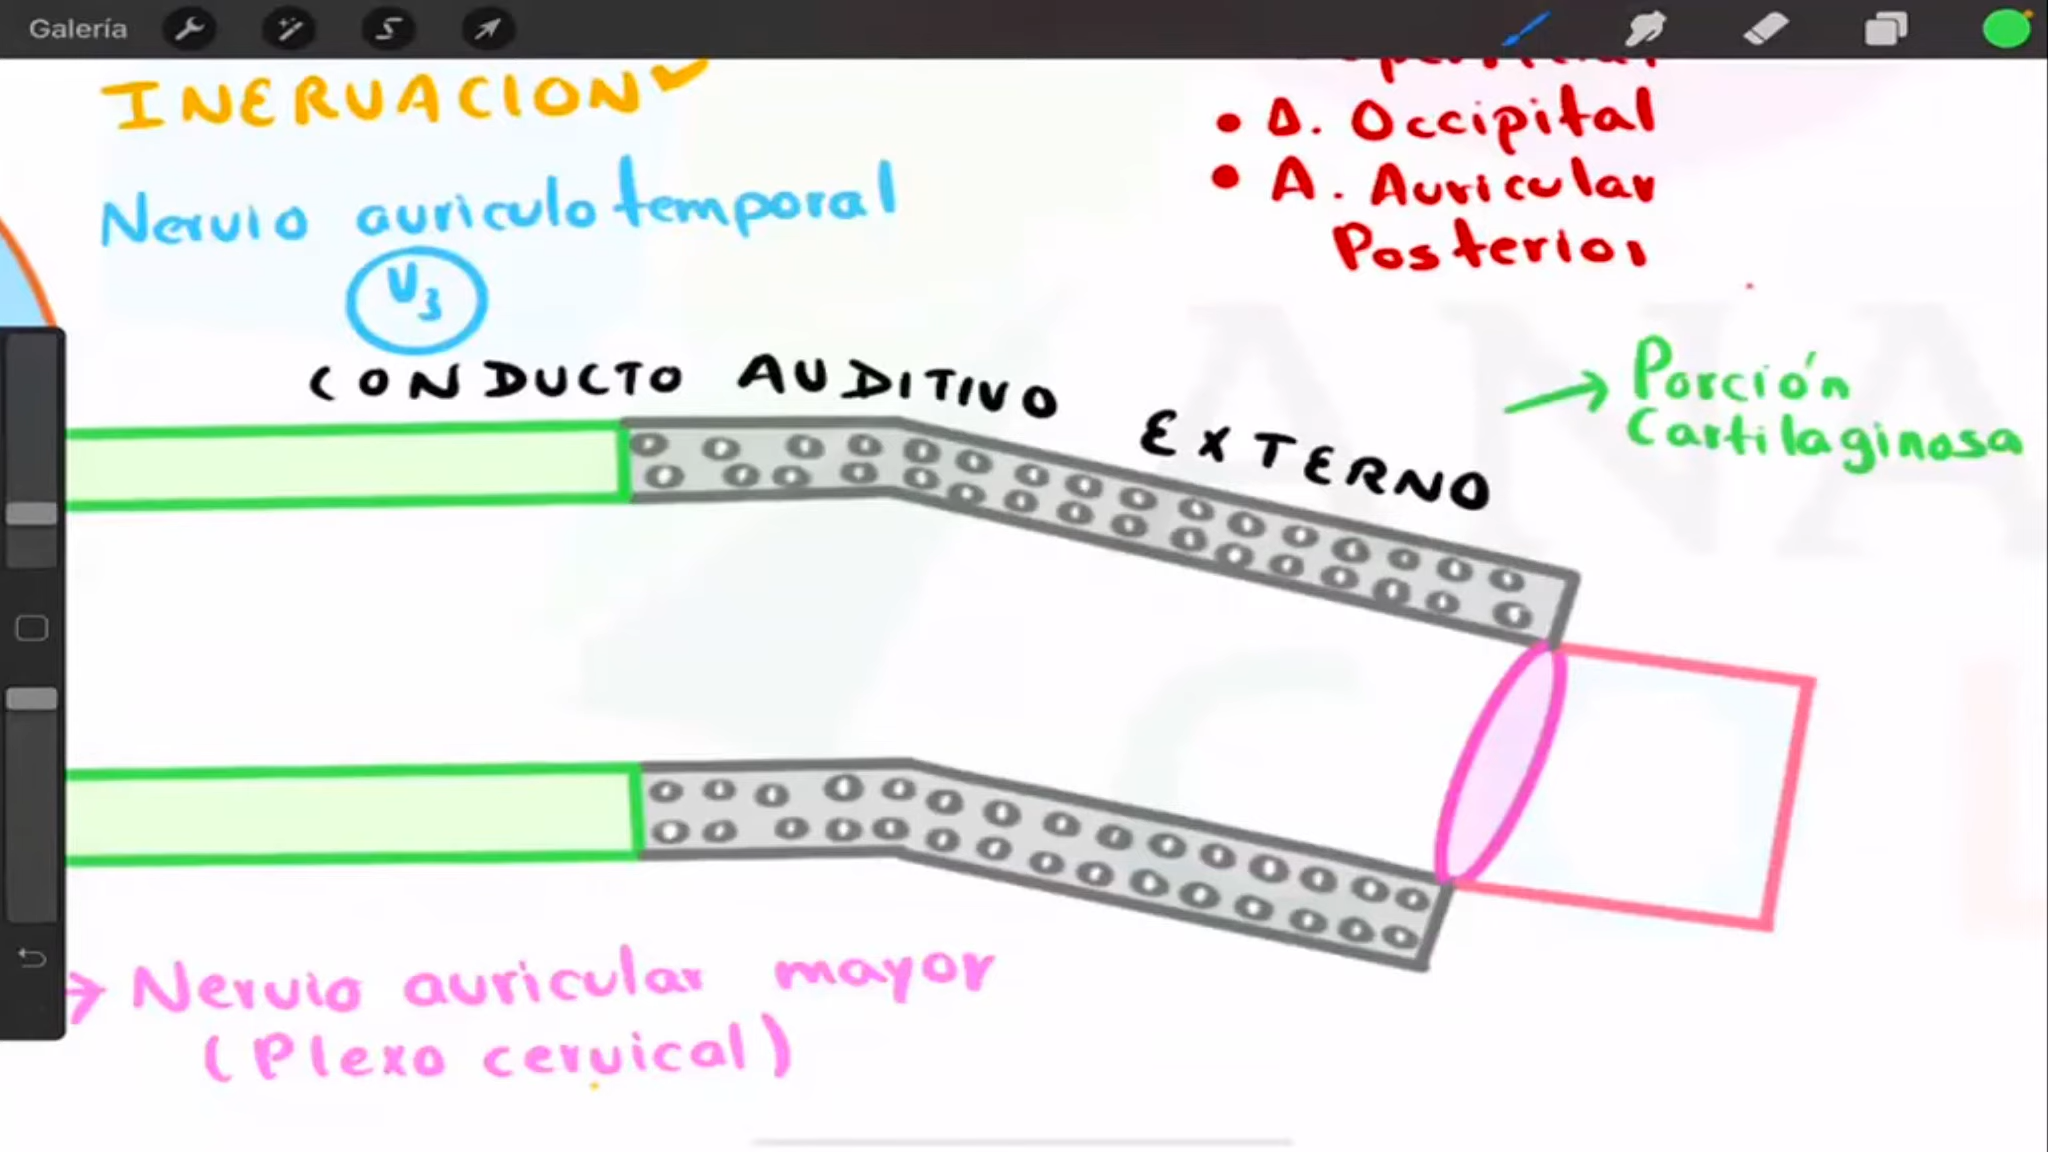 Galería
INERVACION
Nervio auriculotemporal
V3
• A. Occipital
• A. Auricular
Posterior
CONDUCTO AUDITIVO EXTERNO
→ Porción
Cartilaginosa
→ Nervio auricular mayor
(Plexo cervical)